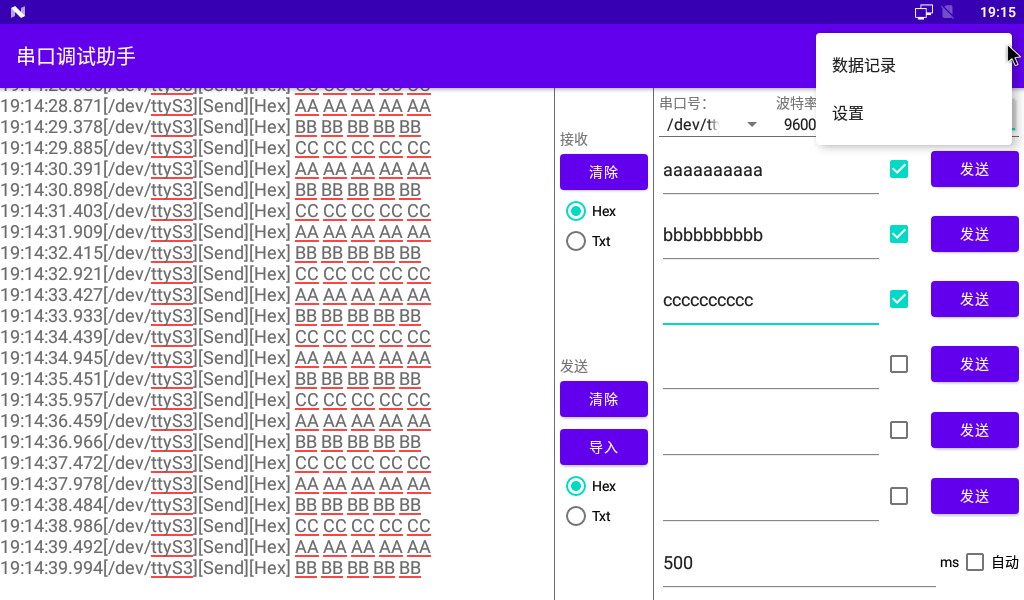 19:15
串口调试助手
数据记录
设置
19:14:28.871[/dev/ttyS3][Send][Hex] AA AA AA AA AA
19:14:29.378[/dev/ttyS3][Send][Hex] BB BB BB BB BB
19:14:29.885[/dev/ttyS3][Send][Hex] CC CC CC CC CC
19:14:30.391[/dev/ttyS3][Send][Hex] AA AA AA AA AA
19:14:30.898[/dev/ttyS3][Send][Hex] BB BB BB BB BB
19:14:31.403[/dev/ttyS3][Send][Hex] CC CC CC CC CC
19:14:31.909[/dev/ttyS3][Send][Hex] AA AA AA AA AA
19:14:32.415[/dev/ttyS3][Send][Hex] BB BB BB BB BB
19:14:32.921[/dev/ttyS3][Send][Hex] CC CC CC CC CC
19:14:33.427[/dev/ttyS3][Send][Hex] AA AA AA AA AA
19:14:33.933[/dev/ttyS3][Send][Hex] BB BB BB BB BB
19:14:34.439[/dev/ttyS3][Send][Hex] CC CC CC CC CC
19:14:34.945[/dev/ttyS3][Send][Hex] AA AA AA AA AA
19:14:35.451[/dev/ttyS3][Send][Hex] BB BB BB BB BB
19:14:35.957[/dev/ttyS3][Send][Hex] CC CC CC CC CC
19:14:36.459[/dev/ttyS3][Send][Hex] AA AA AA AA AA
19:14:36.966[/dev/ttyS3][Send][Hex] BB BB BB BB BB
19:14:37.472[/dev/ttyS3][Send][Hex] CC CC CC CC CC
19:14:37.978[/dev/ttyS3][Send][Hex] AA AA AA AA AA
19:14:38.484[/dev/ttyS3][Send][Hex] BB BB BB BB BB
19:14:38.986[/dev/ttyS3][Send][Hex] CC CC CC CC CC
19:14:39.492[/dev/ttyS3][Send][Hex] AA AA AA AA AA
19:14:39.994[/dev/ttyS3][Send][Hex] BB BB BB BB BB
接收
清除
Hex
Txt
发送
清除
导入
Hex
Txt
串口号: 波特率
/dev/tt 9600
aaaaaaaaaa 发送
bbbbbbbbbb 发送
cccccccccc 发送
发送
发送
发送
500 ms 自动